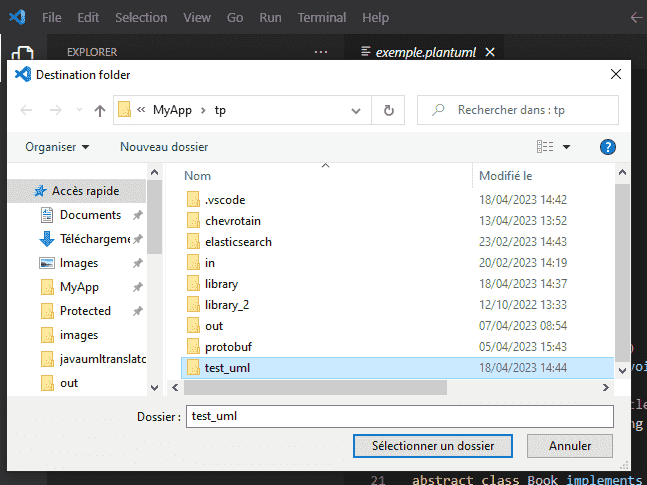 File Edit Selection View Go Run Terminal Help
EXPLORER ... exemple.plantuml
Destination folder
« MyApp › tp Rechercher dans : tp
Organiser Nouveau dossier
Nom Modifié le
Accès rapide
Documents
Téléchargeme
Images
MyApp
Protected
images
javaumltranslato
out
.vscode 18/04/2023 14:42
chevrotain 13/04/2023 13:52
elasticsearch 23/02/2023 14:43
in 20/02/2023 14:19
library 18/04/2023 14:37
library_2 12/10/2022 13:33
out 07/04/2023 08:54
protobuf 05/04/2023 15:43
test_uml 18/04/2023 14:44
Dossier : test_uml
Sélectionner un dossier Annuler
)
voi
tle
ng
21 abstract class Book implements